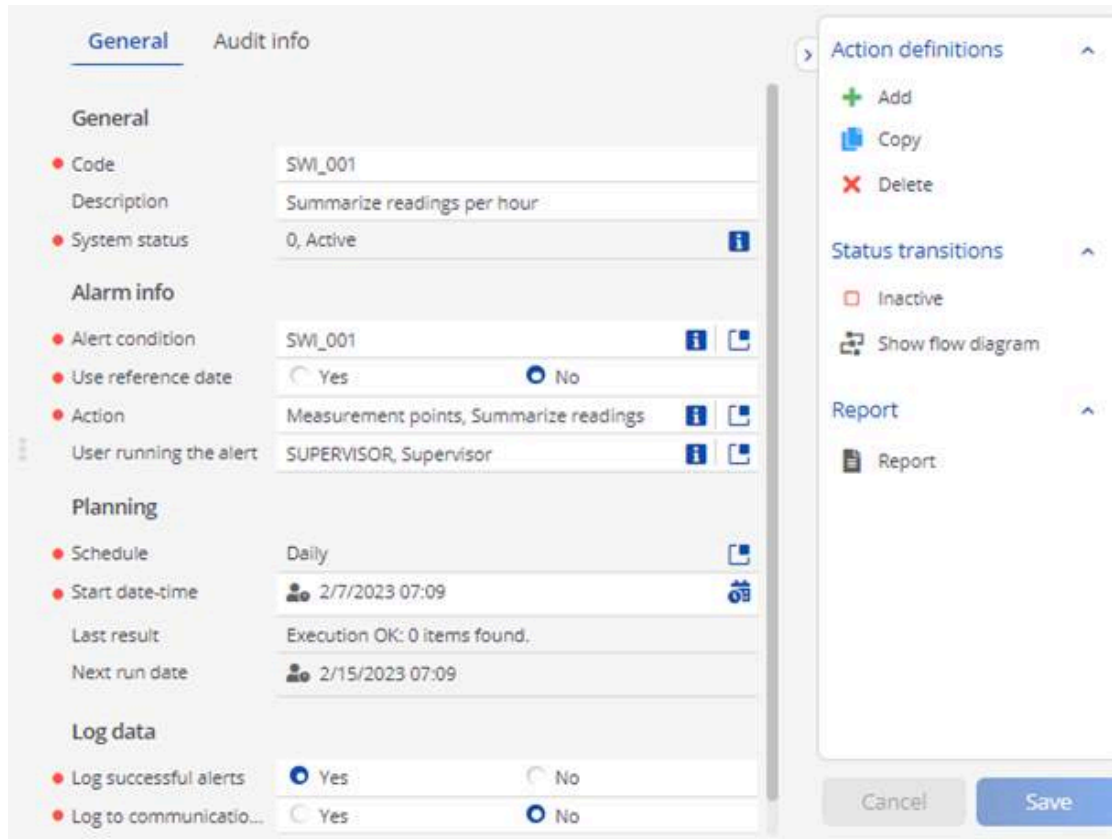 General Audit info
General
Code SWI_001
Description Summarize readings per hour
System status 0, Active
Alarm info
Alert condition SWI_001
Use reference date Yes No
Action Measurement points, Summarize readings
User running the alert SUPERVISOR, Supervisor
Planning
Schedule Daily
Start date-time 2/7/2023 07:09
Last result Execution OK: 0 items found.
Next run date 2/15/2023 07:09
Log data
Log successful alerts Yes No
Log to communicatio... Yes No
Action definitions
Add
Copy
Delete
Status transitions
Inactive
Show flow diagram
Report
Report
Cancel Save